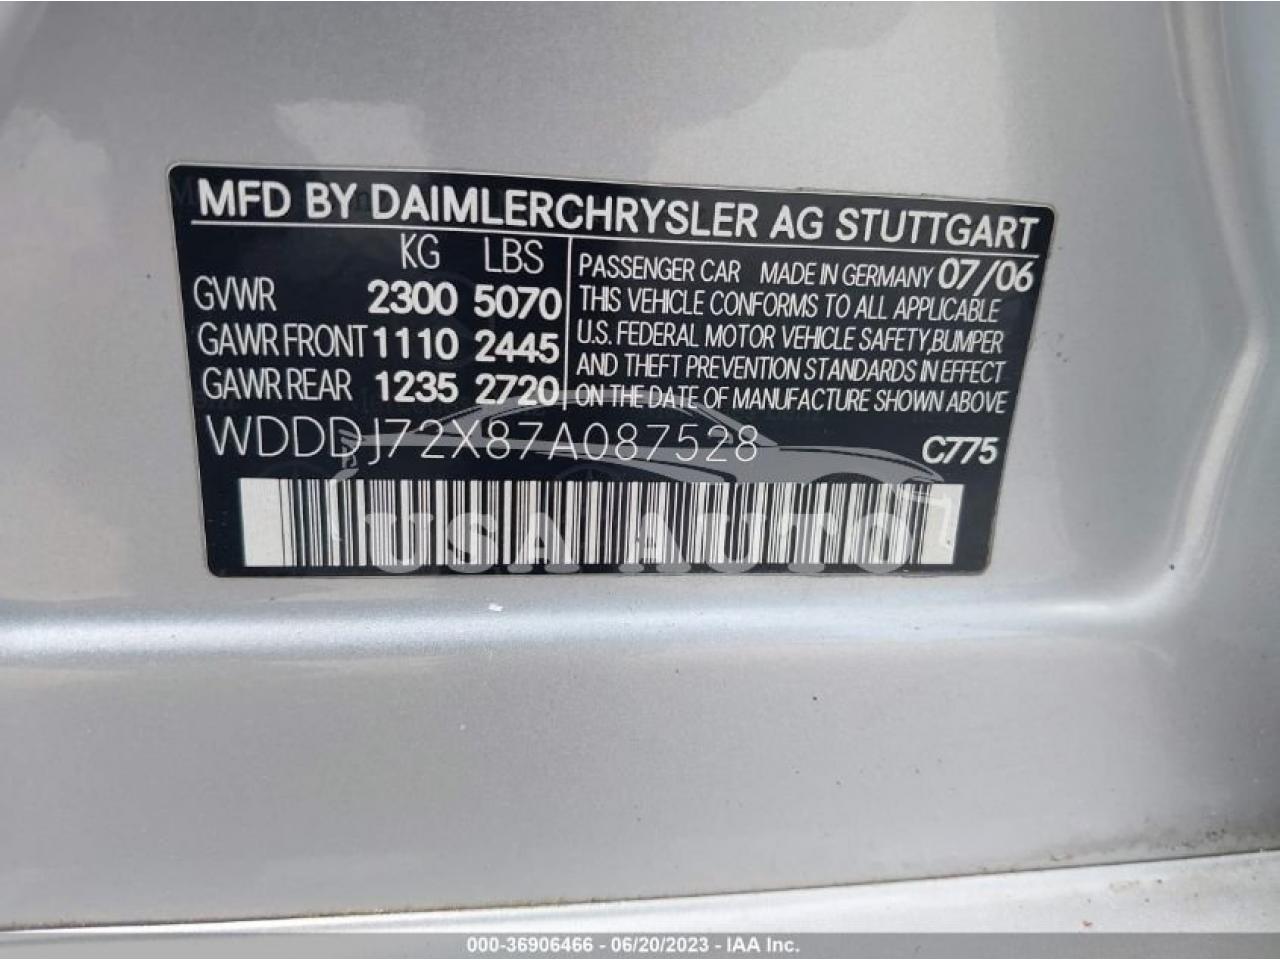 MFD BY DAIMLERCHRYSLER AG STUTTGART
KG LBS
GVWR 2300 5070
GAWR FRONT 1110 2445
GAWR REAR 1235 2720
PASSENGER CAR MADE IN GERMANY 07/06
THIS VEHICLE CONFORMS TO ALL APPLICABLE
U.S. FEDERAL MOTOR VEHICLE SAFETY, BUMPER
AND THEFT PREVENTION STANDARDS IN EFFECT
ON THE DATE OF MANUFACTURE SHOWN ABOVE
WDDDJ72X87A087528 C775
USA AUTO
000-36906466 - 06/20/2023 - IAA Inc.